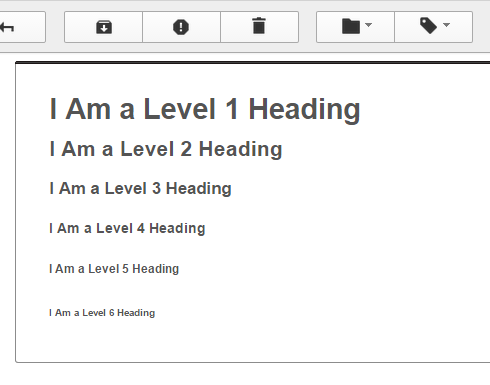 I Am a Level 1 Heading
I Am a Level 2 Heading
I Am a Level 3 Heading
I Am a Level 4 Heading
I Am a Level 5 Heading
I Am a Level 6 Heading